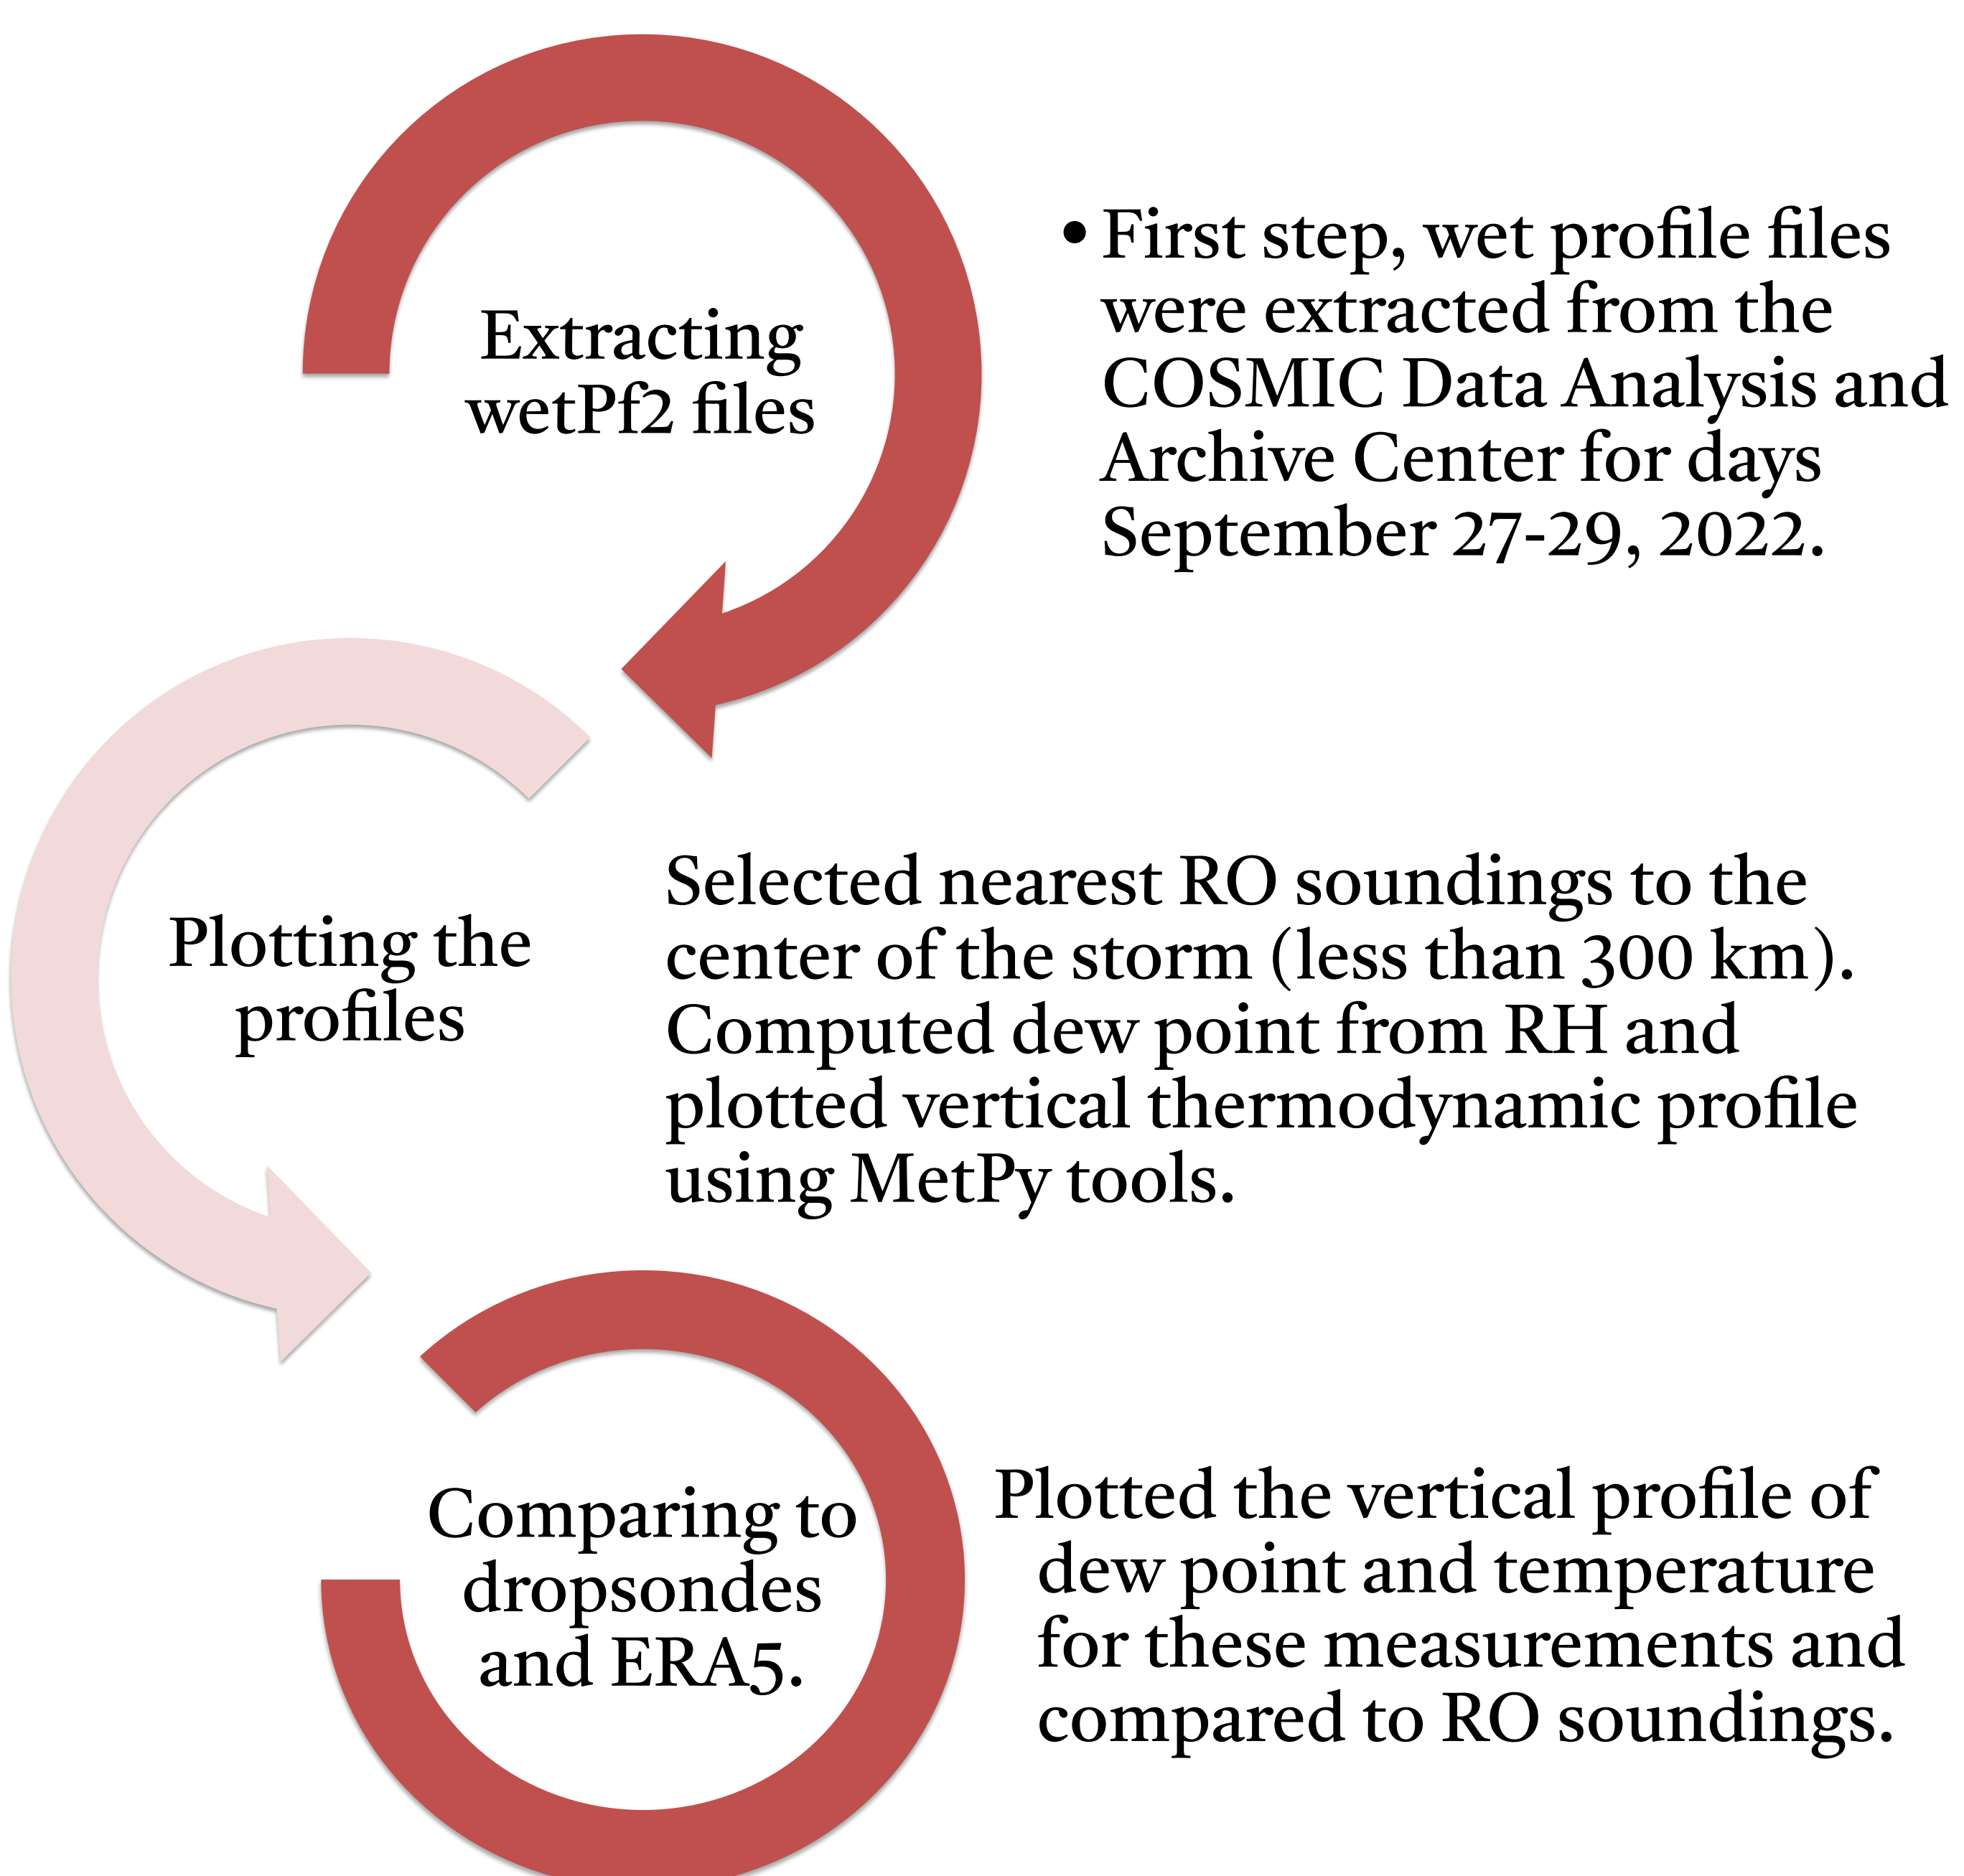 Extracting
wetPf2 files
• First step, wet profile files
were extracted from the
COSMIC Data Analysis and
Archive Center for days
September 27-29, 2022.
Plotting the
profiles
Selected nearest RO soundings to the
center of the storm (less than 300 km).
Computed dew point from RH and
plotted vertical thermodynamic profile
using MetPy tools.
Comparing to
dropsondes
and ERA5.
Plotted the vertical profile of
dew point and temperature
for these measurements and
compared to RO soundings.